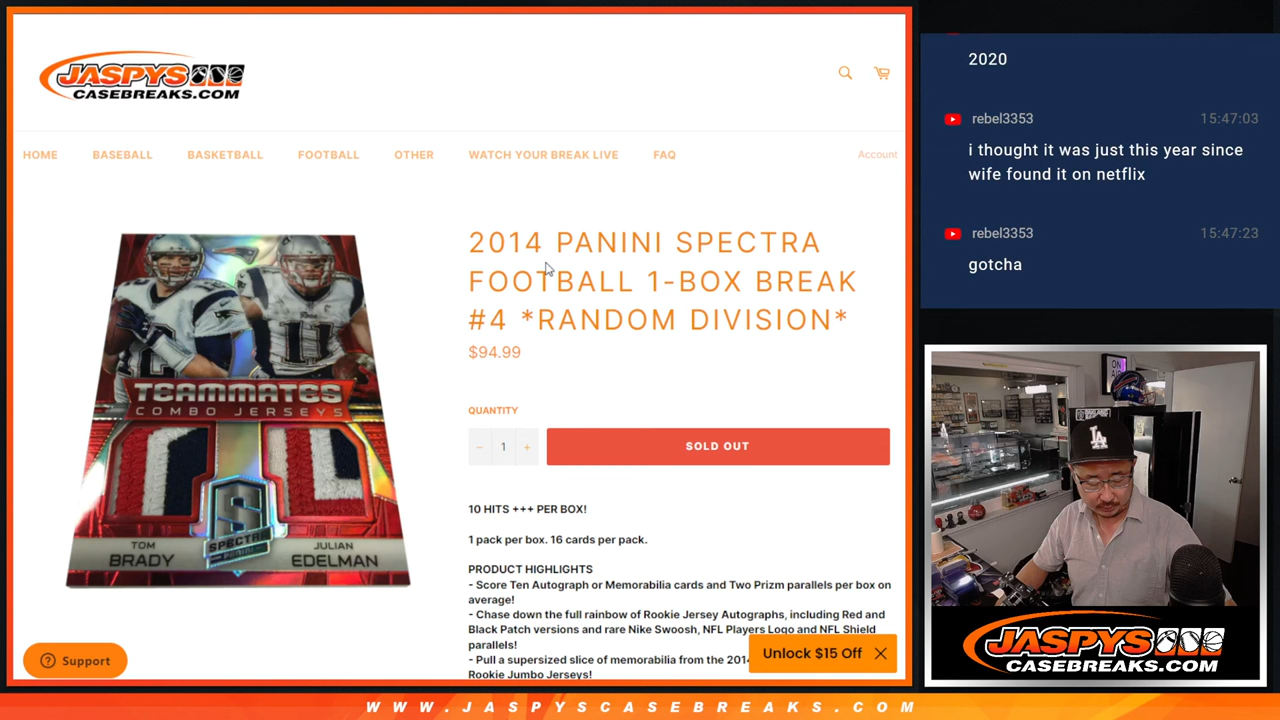 JASPYS
CASEBREAKS.COM
HOME
BASEBALL
BASKETBALL
FOOTBALL
OTHER
WATCH YOUR BREAK LIVE
FAQ
Account
TEAMMATES
COMBO JERSEYS
11
S
SPECTRA
PANINI
TOM
BRADY
JULIAN
EDELMAN
2014 PANINI SPECTRA
FOOTBALL 1-BOX BREAK
#4 *RANDOM DIVISION*
$94.99
QUANTITY
− 1 +
SOLD OUT
10 HITS +++ PER BOX!
1 pack per box. 16 cards per pack.
PRODUCT HIGHLIGHTS
- Score Ten Autograph or Memorabilia cards and Two Prizm parallels per box on
average!
- Chase down the full rainbow of Rookie Jersey Autographs, including Red and
Black Patch versions and rare Nike Swoosh, NFL Players Logo and NFL Shield
parallels!
- Pull a supersized slice of memorabilia from the 2014
Rookie Jumbo Jerseys!
Support
Unlock $15 Off
2020
rebel3353
15:47:03
i thought it was just this year since
wife found it on netflix
rebel3353
15:47:23
gotcha
ON
LA
JASPYS
CASEBREAKS.COM
WWW.JASPYSCASEBREAKS.COM